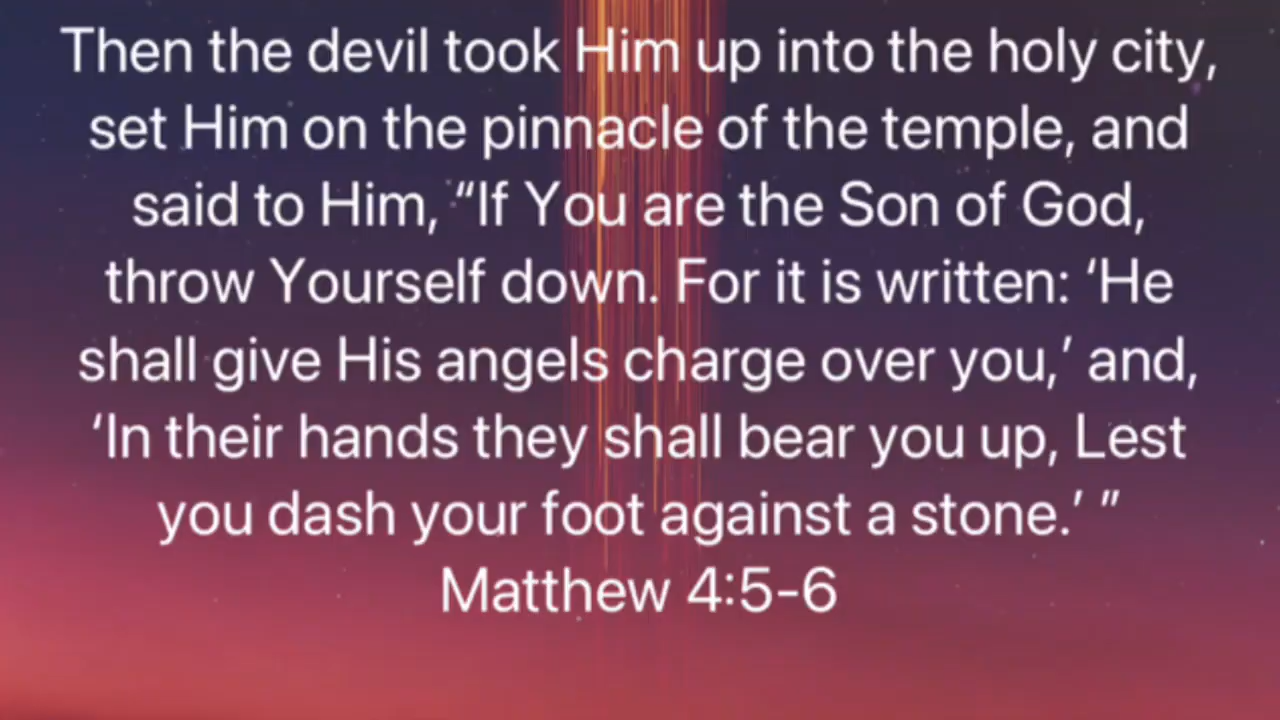 Then the devil took Him up into the holy city,
set Him on the pinnacle of the temple, and
said to Him, “If You are the Son of God,
throw Yourself down. For it is written: ‘He
shall give His angels charge over you,’ and,
‘In their hands they shall bear you up, Lest
you dash your foot against a stone.’ ”
Matthew 4:5-6